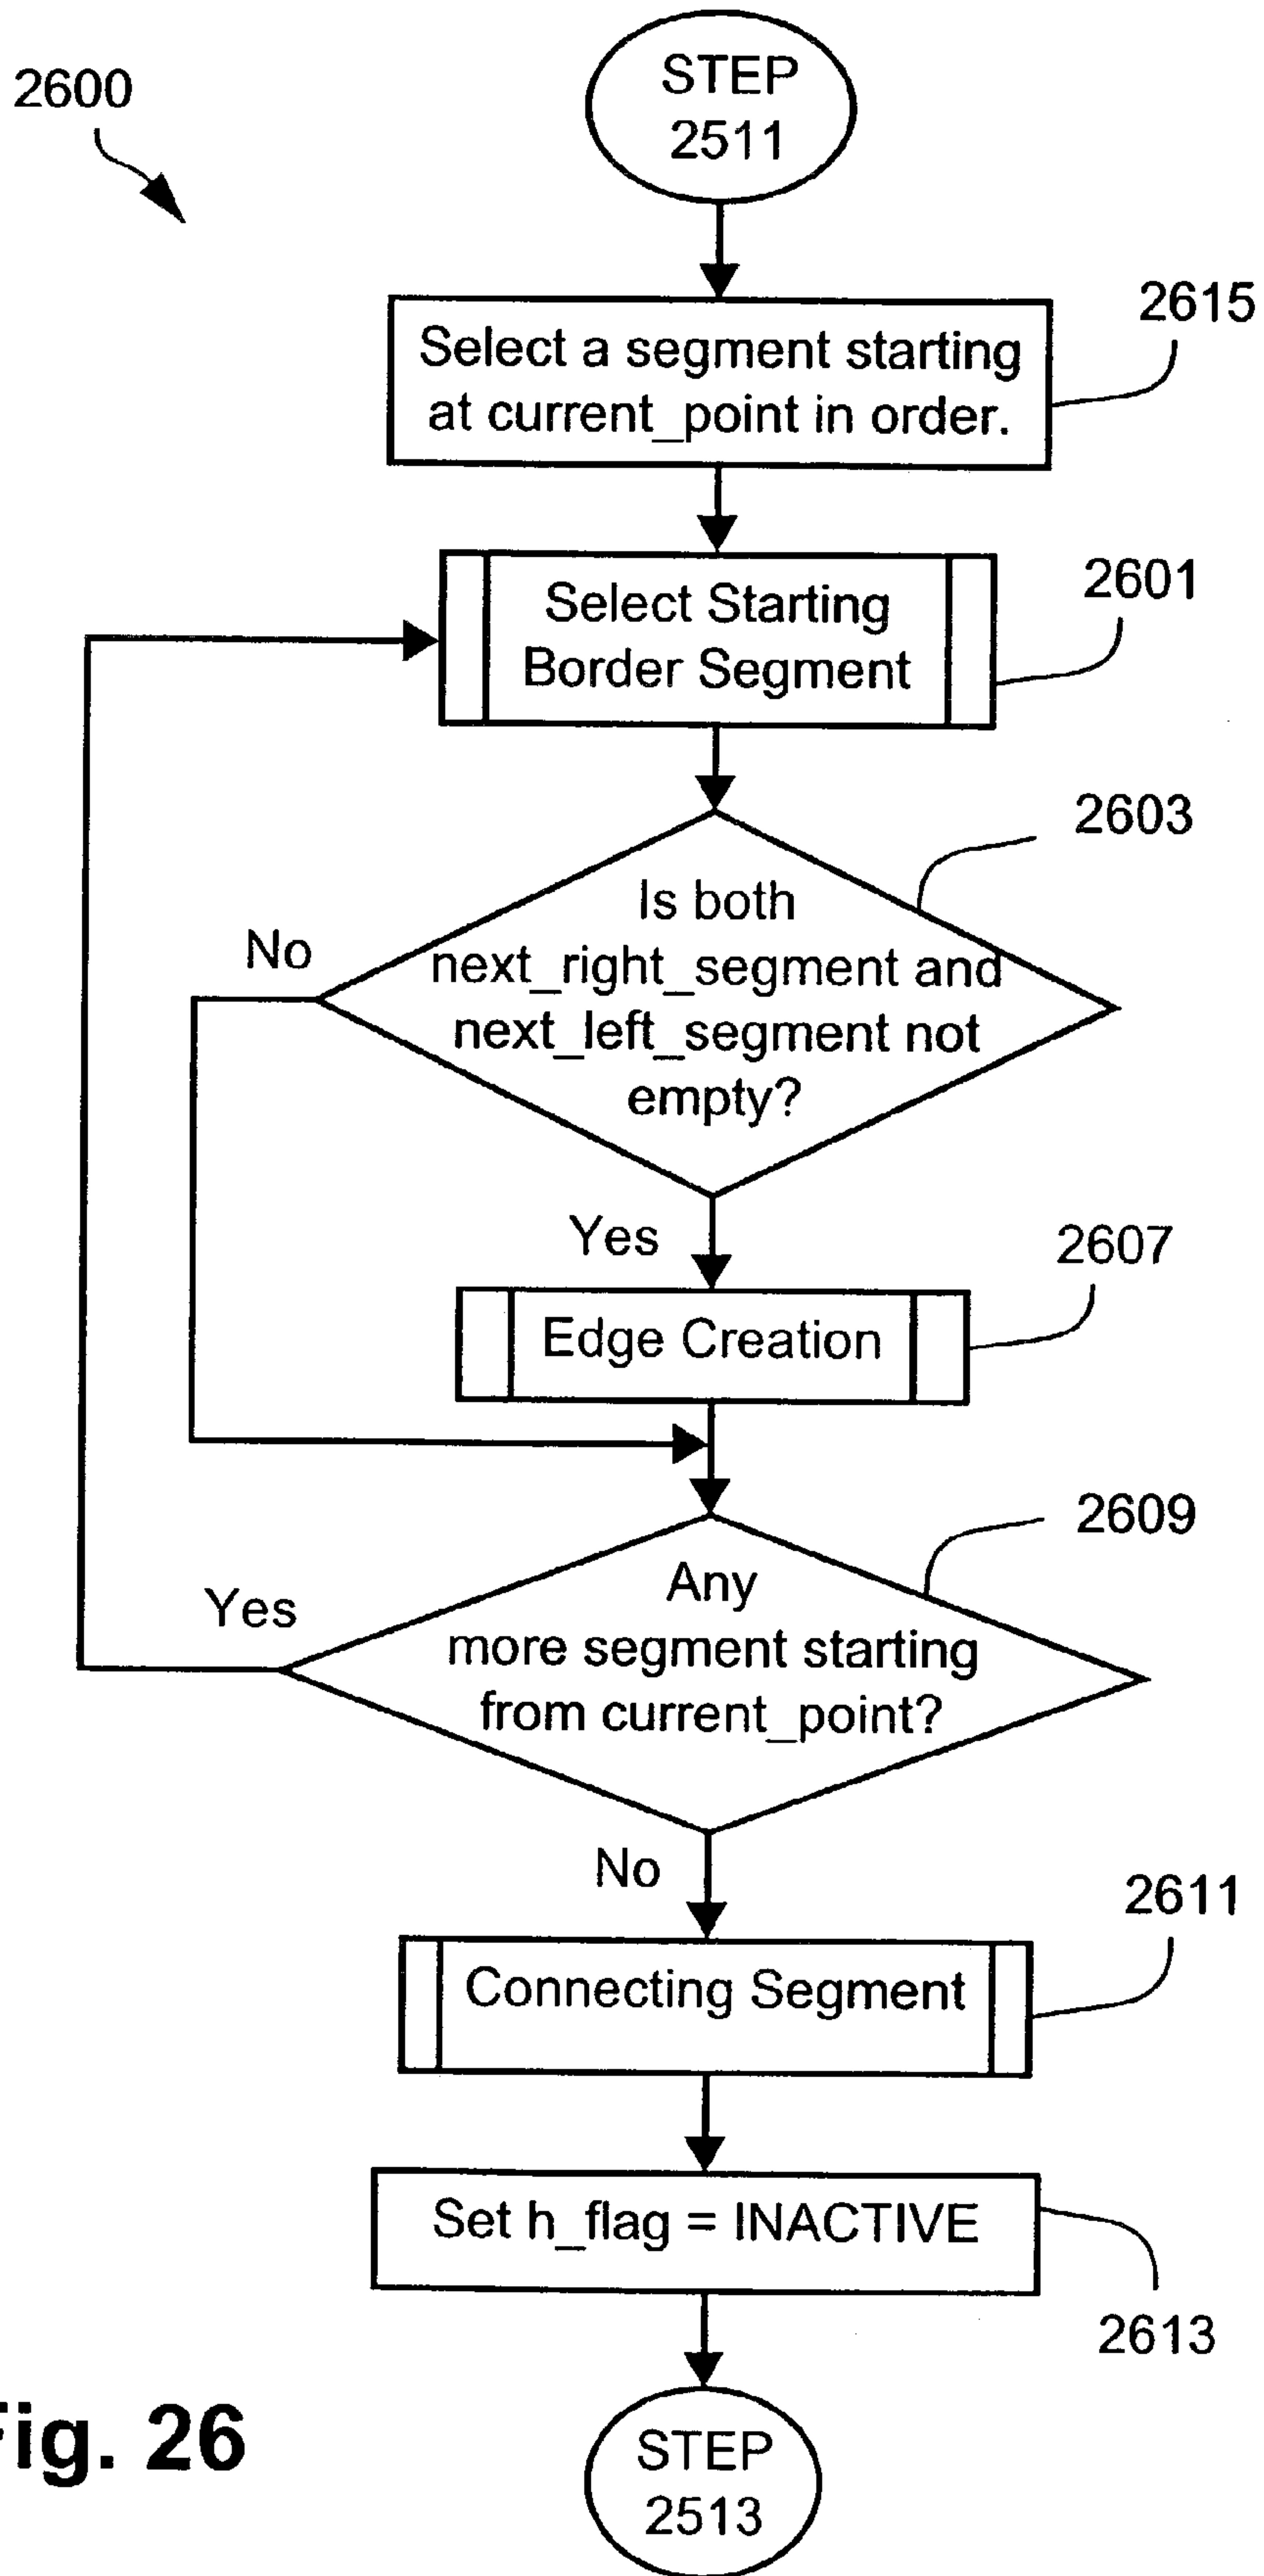 2600
STEP
2511
2615
Select a segment starting
at current_point in order.
2601
Select Starting
Border Segment
2603
Is both
next_right_segment and
next_left_segment not
empty?
No
Yes
2607
Edge Creation
2609
Any
more segment starting
from current_point?
Yes
No
2611
Connecting Segment
Set h_flag = INACTIVE
2613
Fig. 26
STEP
2513